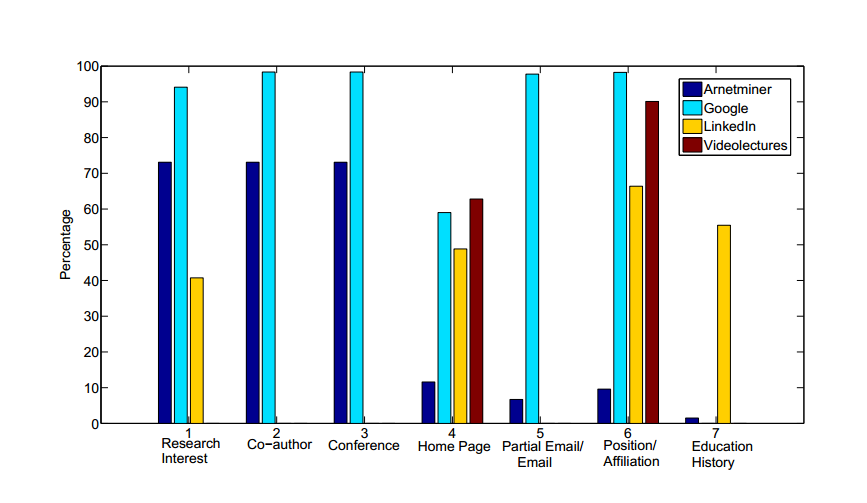 100
90
80
70
60
50
40
30
20
10
0
Percentage
Arnetminer
Google
LinkedIn
Videolectures
1
2
3
4
5
6
7
Research
Interest
Co−author
Conference
Home Page
Partial Email/
Email
Position/
Affiliation
Education
History